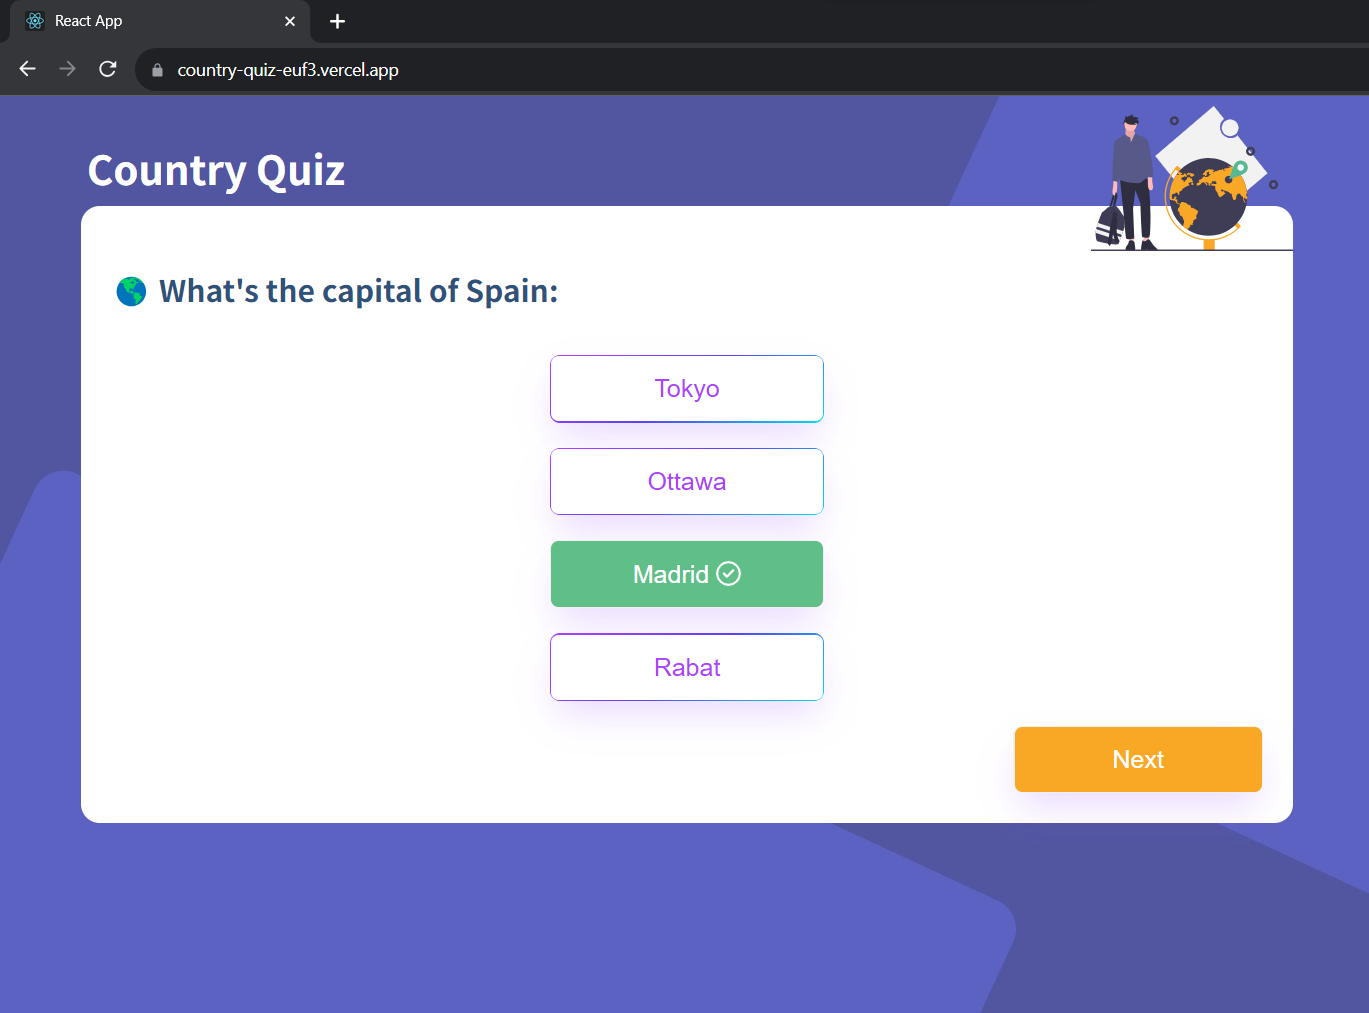 React App
country-quiz-euf3.vercel.app
Country Quiz
What's the capital of Spain:
Tokyo
Ottawa
Madrid
Rabat
Next